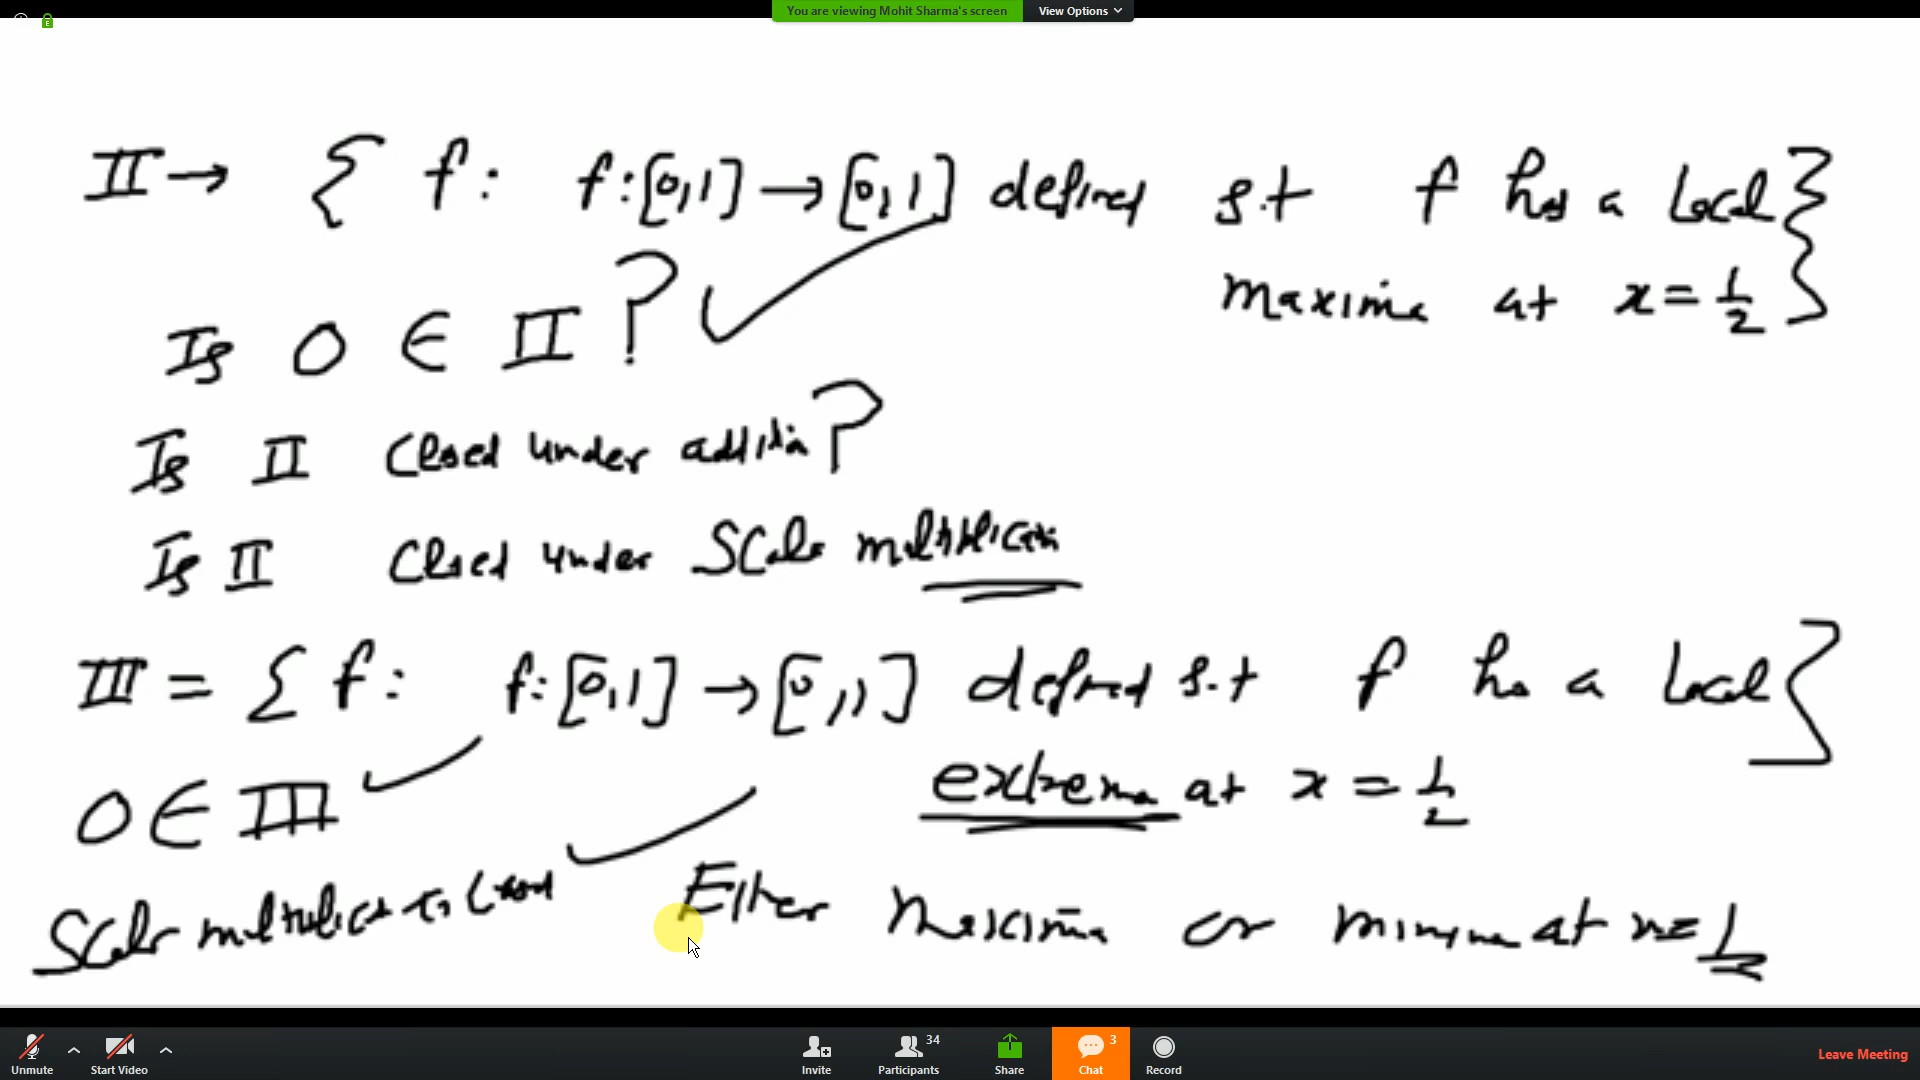 You are viewing Mohit Sharma's screen View Options
II → { f : f:[0,1] → [0,1] defined s.t f has a local }
maxima at x = 1/2
Is 0 ∈ II ? ✓
Is II closed under addition ?
Is II closed under scalar multiplication
III = { f : f:[0,1] → [0,1] defined s.t f has a local }
extrema at x = 1/2
0 ∈ III ✓
Scalar multiplication closed ✓
Either maxima or minima at x = 1/2
Unmute Start Video Invite Participants 34 Share Chat 3 Record Leave Meeting